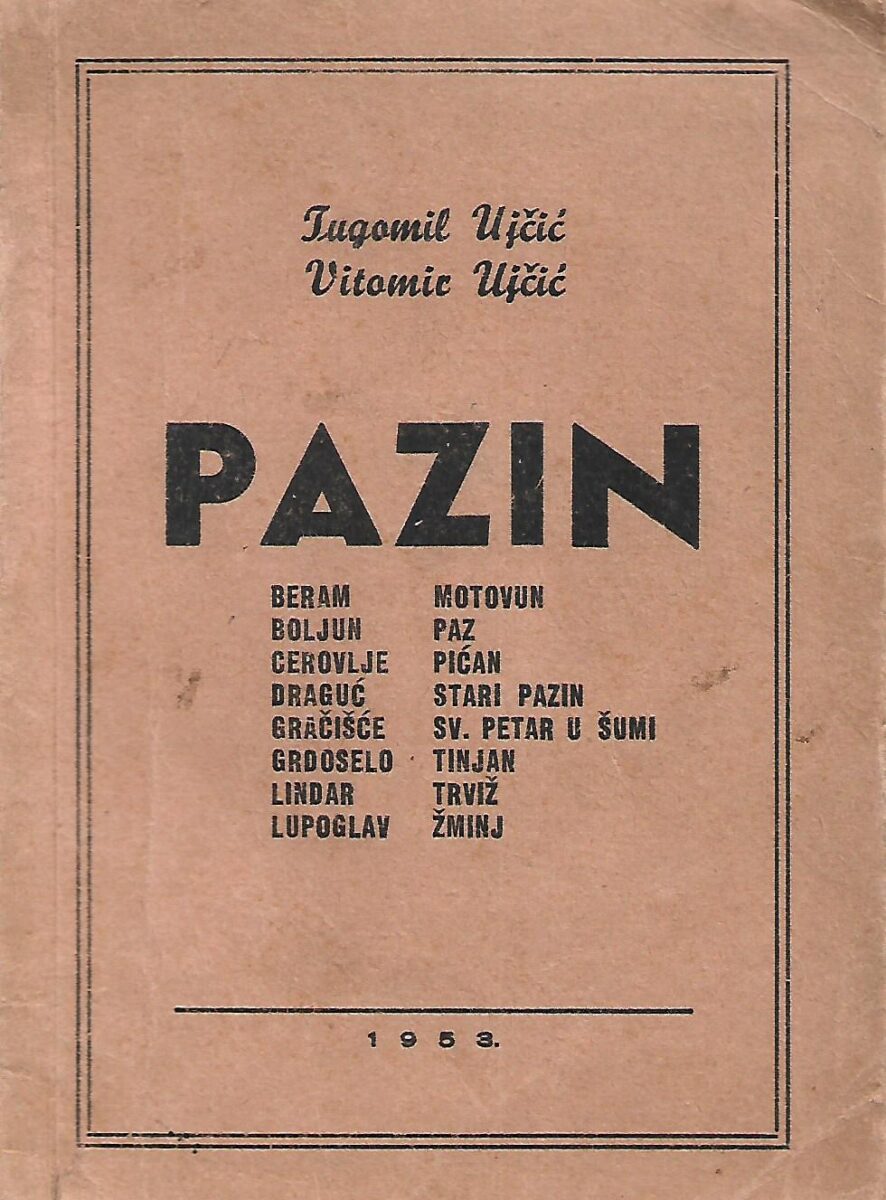 Tugomil Ujčić
Vitomir Ujčić
PAZIN
BERAM
BOLJUN
CEROVLJE
DRAGUĆ
GRAČIŠĆE
GRDOSELO
LINDAR
LUPOGLAV
MOTOVUN
PAZ
PIĆAN
STARI PAZIN
SV. PETAR U ŠUMI
TINJAN
TRVIŽ
ŽMINJ
1953.